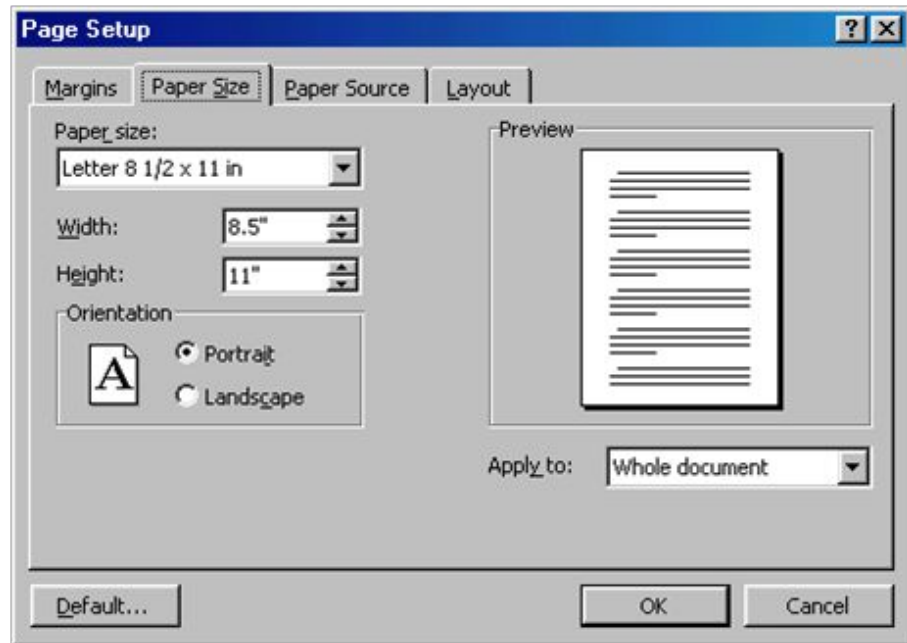 Page Setup
Margins
Paper Size
Paper Source
Layout
Paper size:
Letter 8 1/2 x 11 in
Width:
8.5"
Height:
11"
Orientation
A
Portrait
Landscape
Preview
Apply to:
Whole document
Default...
OK
Cancel